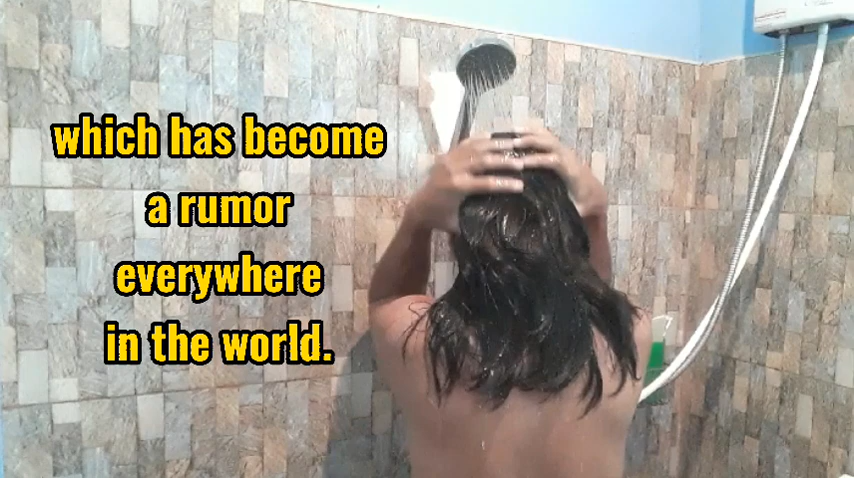 which has become
a rumor
everywhere
in the world.